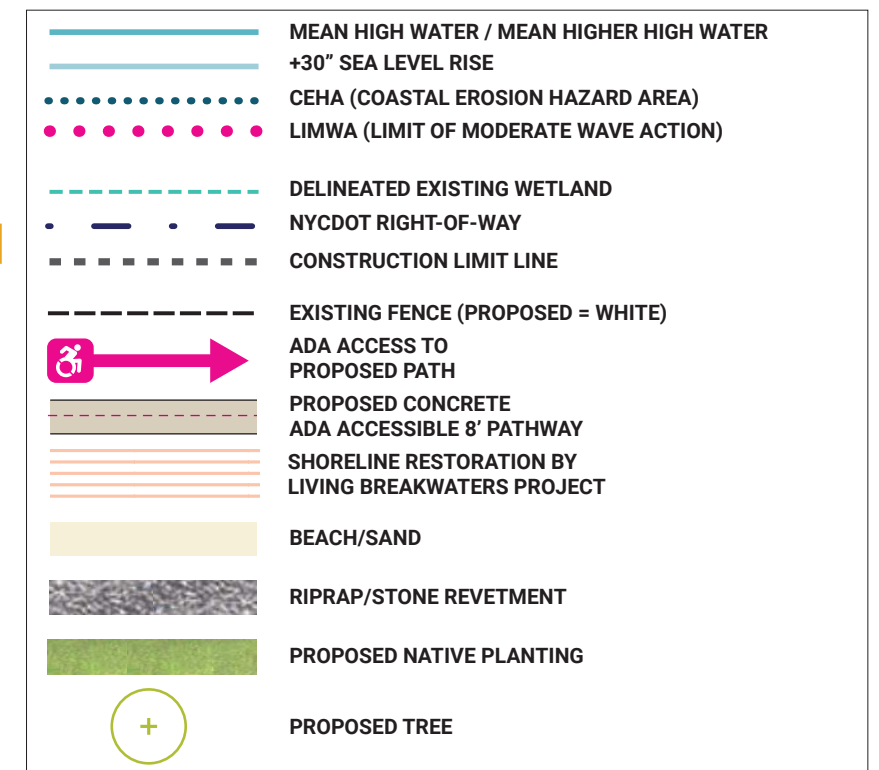 MEAN HIGH WATER / MEAN HIGHER HIGH WATER
+30” SEA LEVEL RISE
CEHA (COASTAL EROSION HAZARD AREA)
LIMWA (LIMIT OF MODERATE WAVE ACTION)
DELINEATED EXISTING WETLAND
NYCDOT RIGHT-OF-WAY
CONSTRUCTION LIMIT LINE
EXISTING FENCE (PROPOSED = WHITE)
ADA ACCESS TO
PROPOSED PATH
PROPOSED CONCRETE
ADA ACCESSIBLE 8’ PATHWAY
SHORELINE RESTORATION BY
LIVING BREAKWATERS PROJECT
BEACH/SAND
RIPRAP/STONE REVETMENT
PROPOSED NATIVE PLANTING
PROPOSED TREE